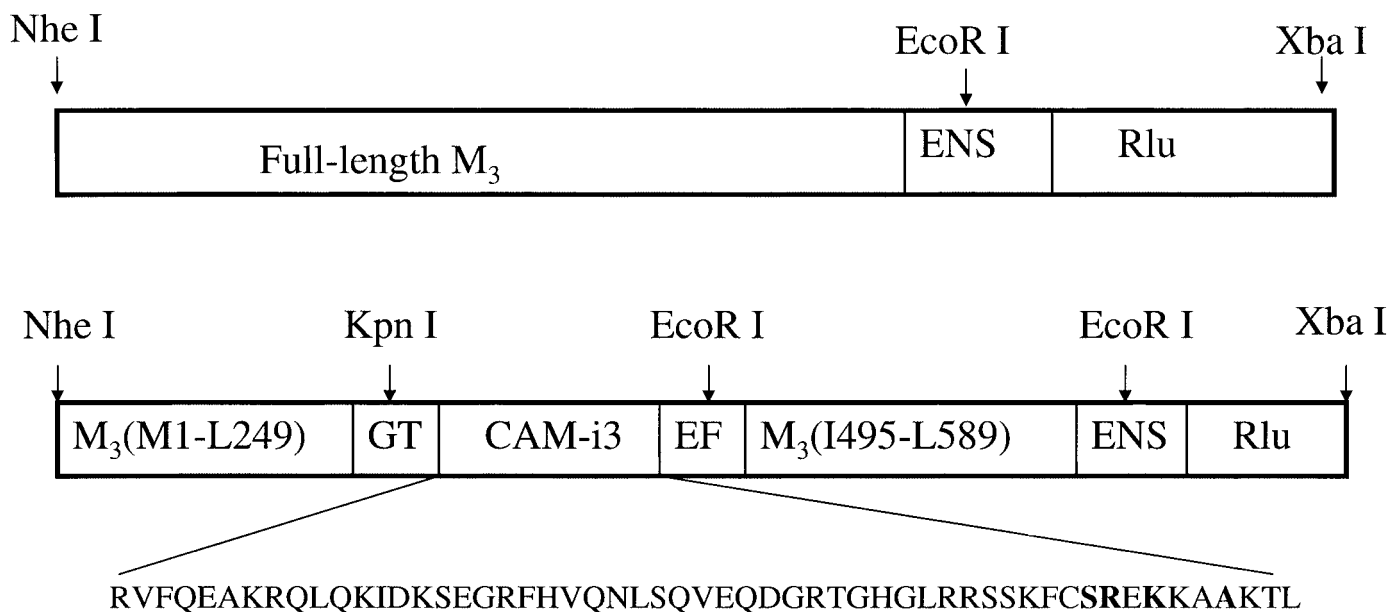 Nhe I EcoR I Xba I
Full-length M₃ ENS Rlu
Nhe I Kpn I EcoR I EcoR I Xba I
M₃(M1-L249) GT CAM-i3 EF M₃(I495-L589) ENS Rlu
RVFQEAKRQLQKIDKSEGRFHVQNLSQVEQDGRTGHGLRRSSKFCSREKKAAAKTL